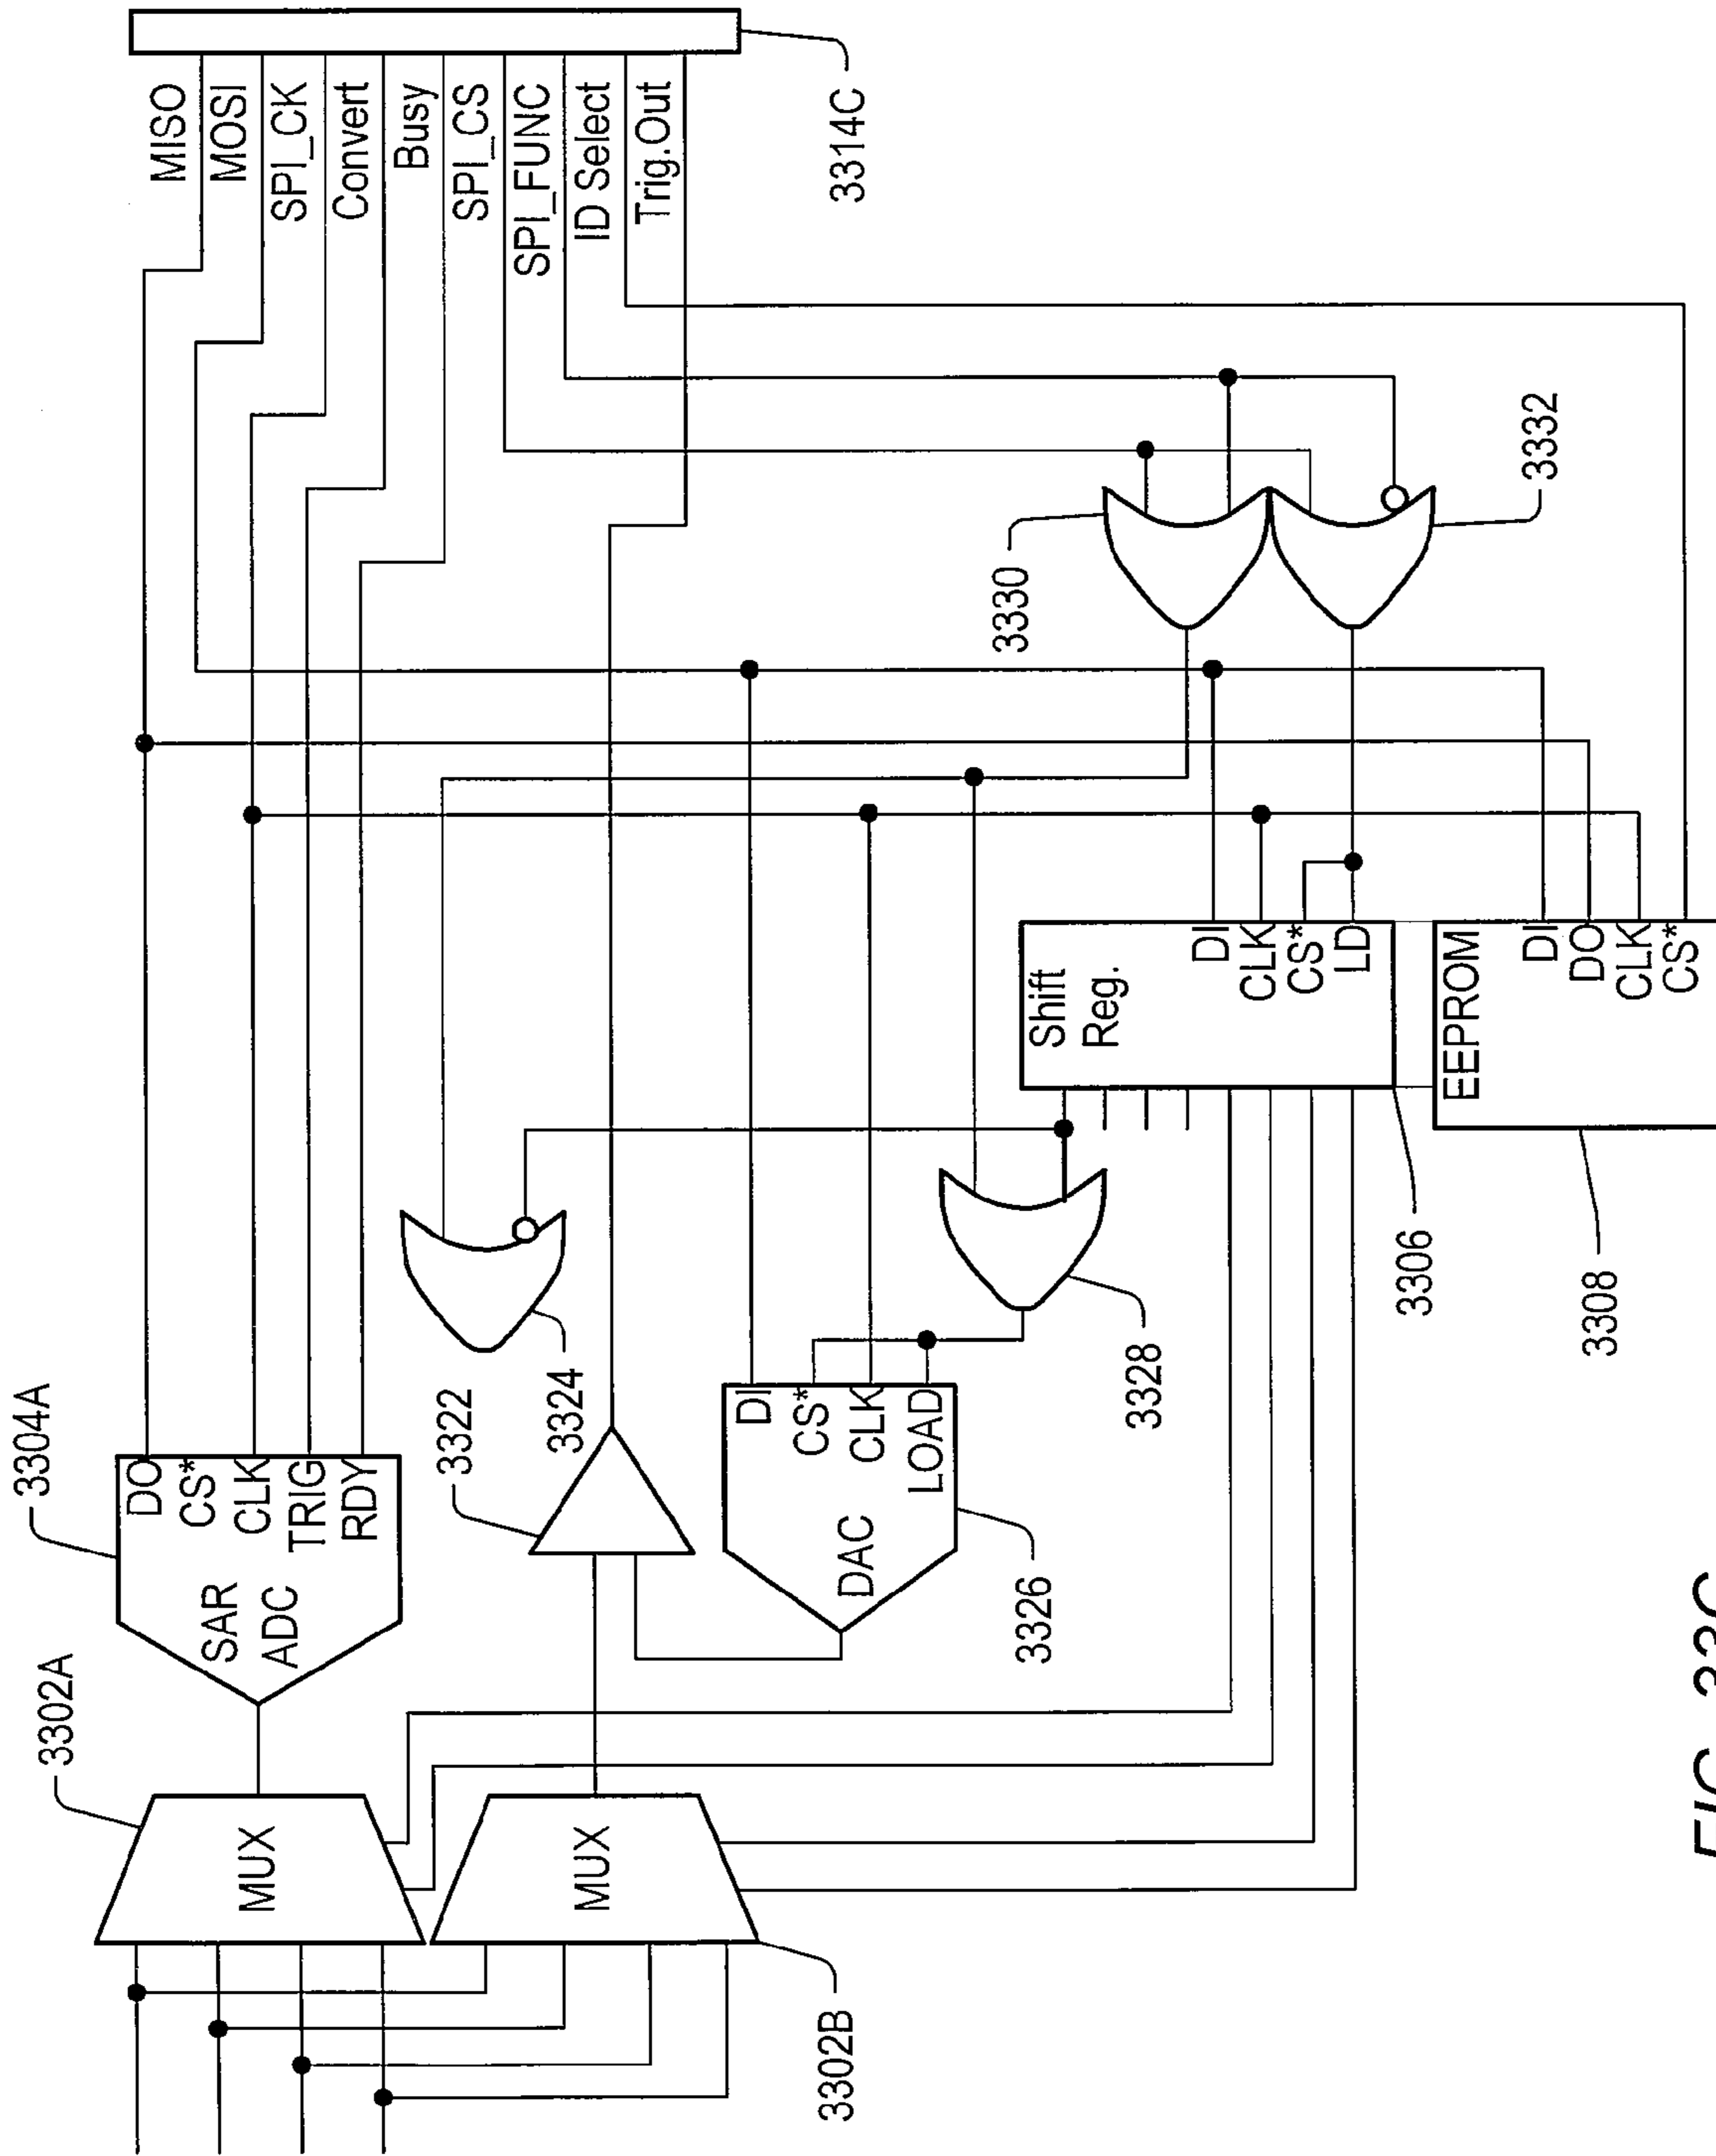 3302A
3304A
MUX
SAR
ADC
DO
CS*
CLK
TRIG
RDY
MISO
MOSI
SPI_CK
Convert
Busy
SPI_CS
SPI_FUNC
ID Select
Trig.Out
3314C
MUX
3302B
3322
3324
DAC
DI
CS*
CLK
LOAD
3326
3328
3330
3332
Shift
Reg.
DI
CLK
CS*
LD
3306
EEPROM
DI
DO
CLK
CS*
3308
FIG. 33C